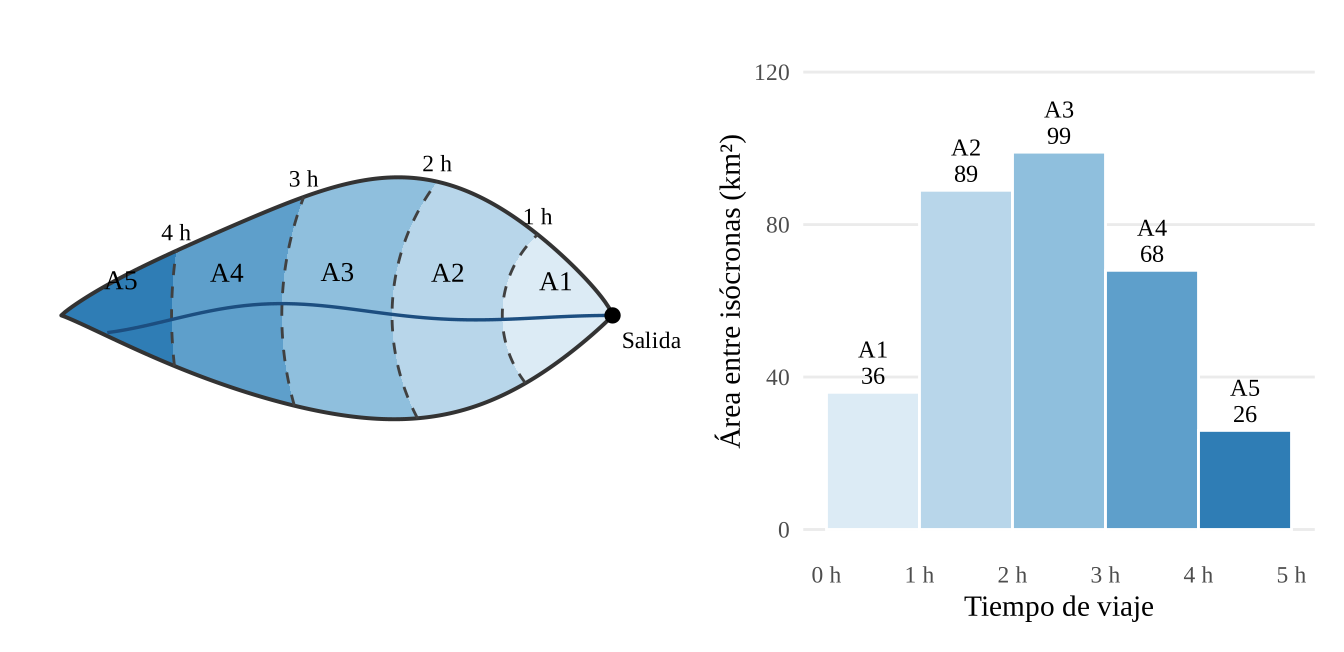 2 h
3 h
1 h
4 h
A5
A4
A3
A2
A1
Salida
Área entre isócronas (km²)
120
80
40
0
A1
36
A2
89
A3
99
A4
68
A5
26
0 h
1 h
2 h
3 h
4 h
5 h
Tiempo de viaje